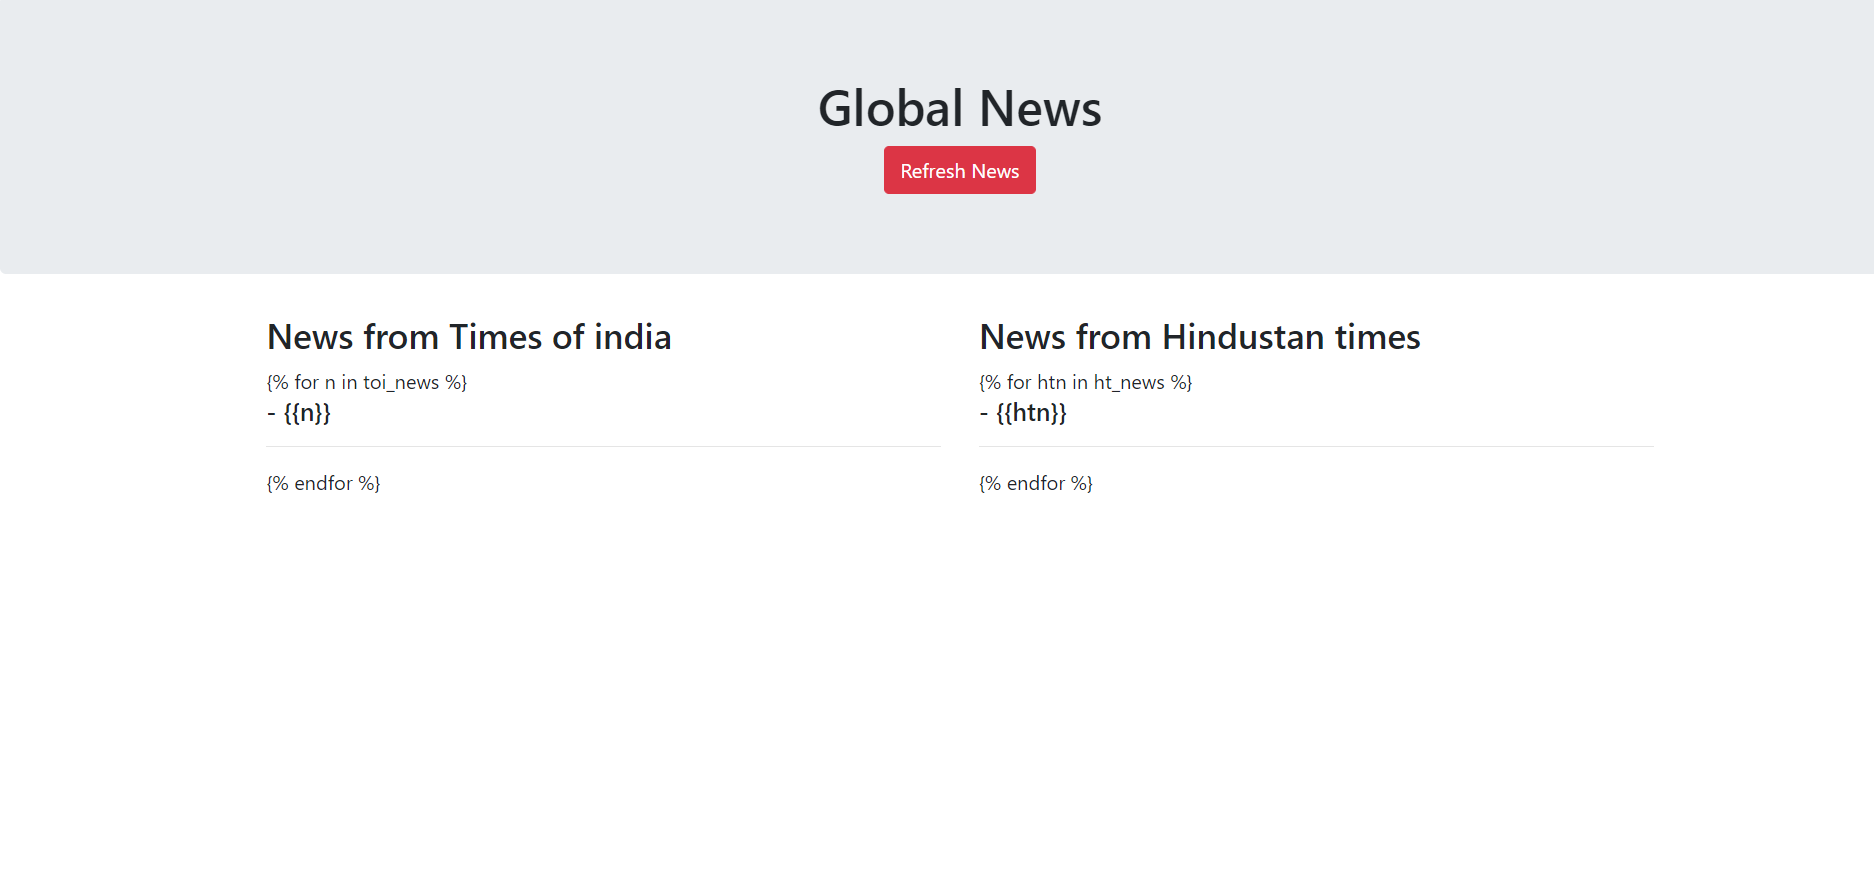 Global News
Refresh News
News from Times of india
{% for n in toi_news %}
- {{n}}
{% endfor %}
News from Hindustan times
{% for htn in ht_news %}
- {{htn}}
{% endfor %}